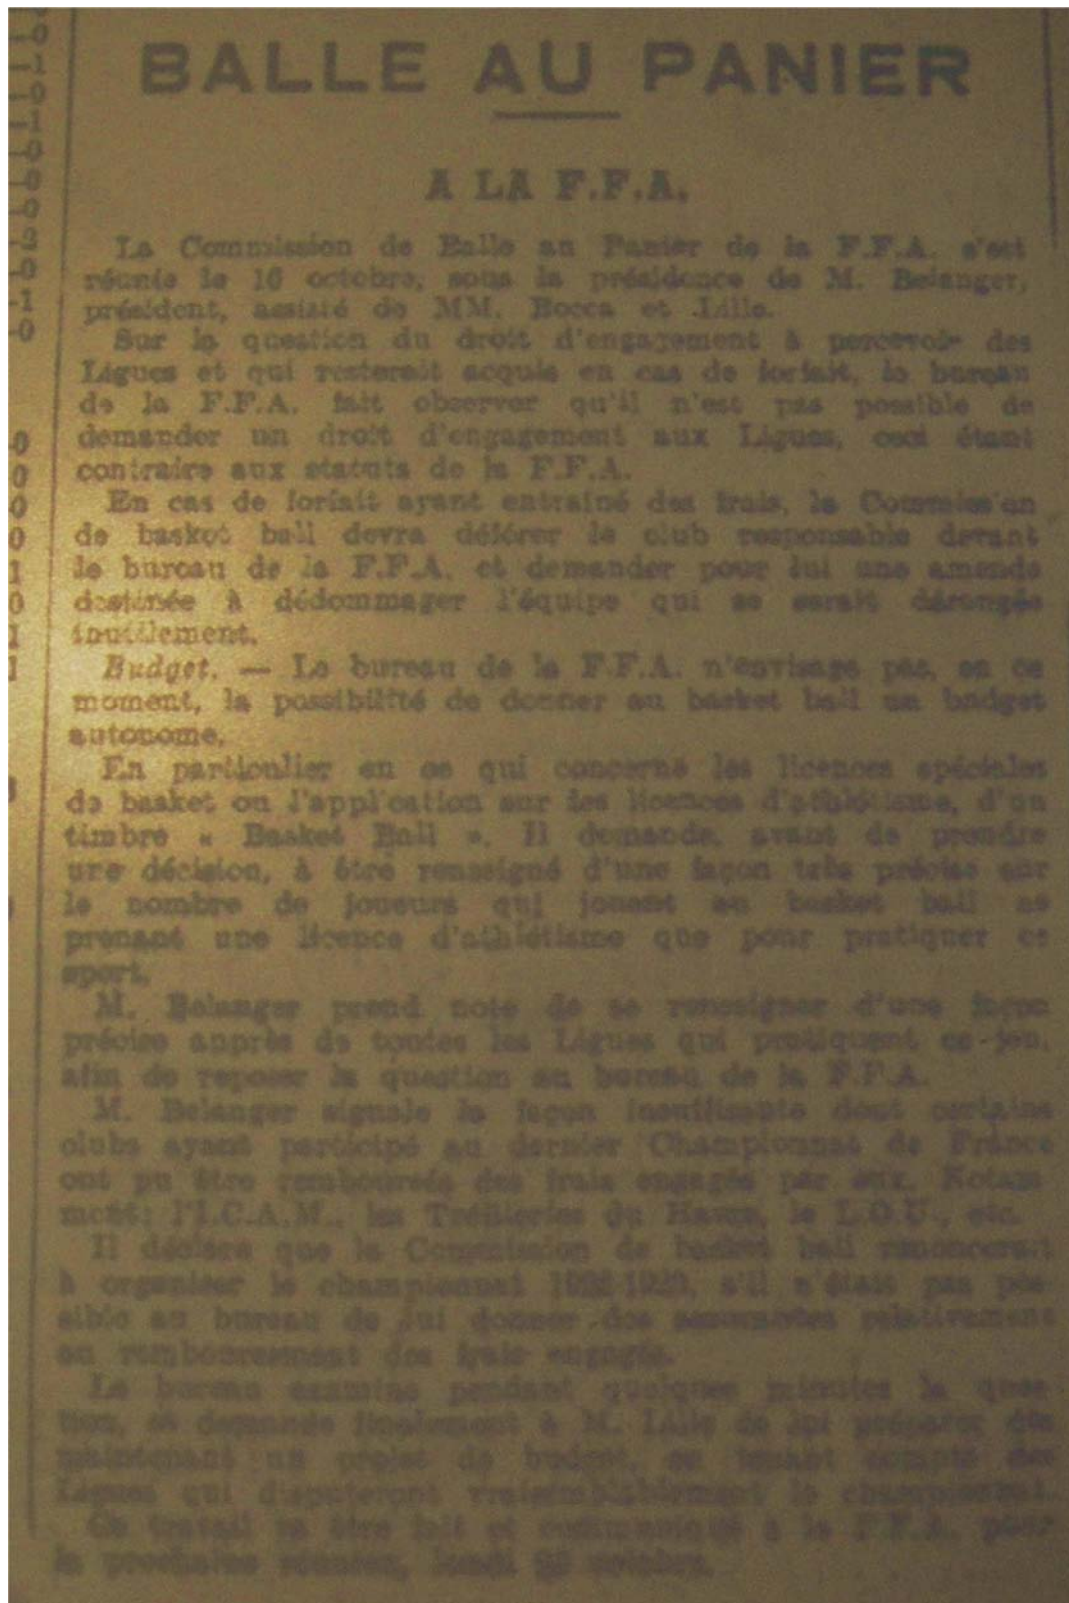 BALLE AU PANIER
A LA F.F.A.
La Commission de Balle au Panier de la F.F.A. s'est
réunie le 16 octobre, sous la présidence de M. Belanger,
président, assisté de MM. Bocca et Lille.
Sur la question du droit d'engagement à percevoir des
Ligues et qui resterait acquis en cas de forfait, le bureau
de la F.F.A. fait observer qu'il n'est pas possible de
demander un droit d'engagement aux Ligues, ceci étant
contraire aux statuts de la F.F.A.
En cas de forfait ayant entraîné des frais, la Commission
de basket ball devra déférer le club responsable devant
le bureau de la F.F.A. et demander pour lui une amende
destinée à dédommager l'équipe qui se serait dérangée
inutilement.
Budget. — Le bureau de la F.F.A. n'envisage pas, en ce
moment, la possibilité de donner au basket ball un budget
autonome.
En particulier en ce qui concerne les licences spéciales
de basket ou l'application sur les licences d'athlétisme, d'un
timbre « Basket Ball ». Il demande, avant de prendre
une décision, à être renseigné d'une façon très précise sur
le nombre de joueurs qui jouent au basket ball ne
prenant une licence d'athlétisme que pour pratiquer ce
sport.
M. Belanger prend note de se renseigner d'une façon
précise auprès de toutes les Ligues qui pratiquent ce jeu,
afin de reposer la question au bureau de la F.F.A.
M. Belanger signale la façon insuffisante dont certains
clubs ayant participé au dernier Championnat de France
ont pu être remboursés des frais engagés par eux. Notam-
ment: l'I.C.A.M., les Tréfileries du Havre, le L.O.U., etc.
Il déclare que la Commission de basket ball renoncerait
à organiser le championnat s'il n'était pas pos-
sible au bureau de lui donner des assurances relativement
au remboursement des frais engagés.
Le bureau examine pendant quelques minutes la ques-
tion, et demande finalement à M. Lille de lui préparer dès
maintenant un projet de budget, en tenant compte des
Ligues qui disputeront vraisemblablement le championnat.
Ce travail va être fait et communiqué à la F.F.A. pour
la prochaine réunion, lundi octobre.